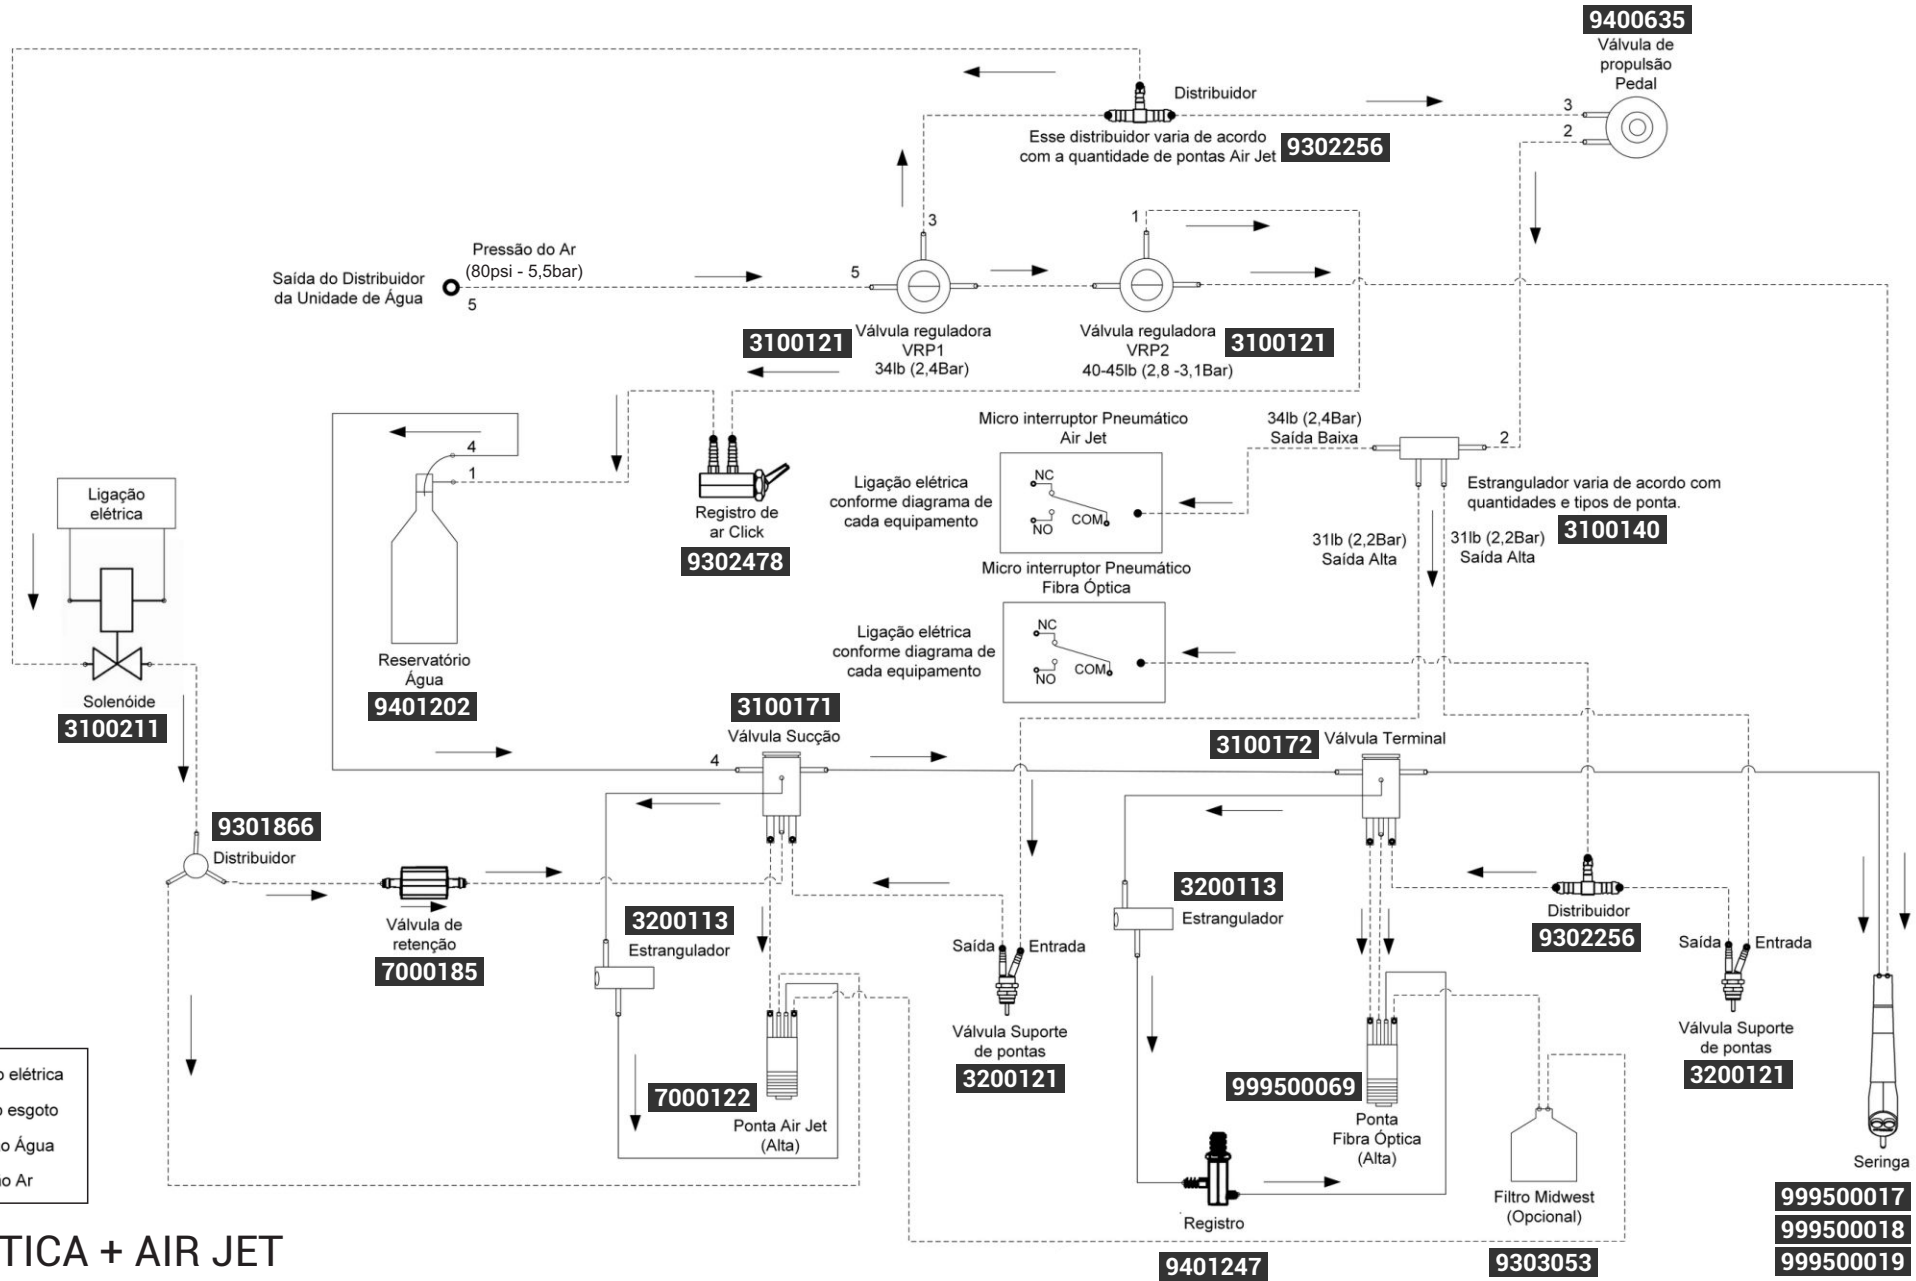 9400635
Válvula de
propulsão
Pedal
3
2
Distribuidor
Esse distribuidor varia de acordo
com a quantidade de pontas Air Jet
9302256
3
1
Pressão do Ar
(80psi - 5,5bar)
Saída do Distribuidor
da Unidade de Água
5
5
3100121
Válvula reguladora
VRP1
34lb (2,4Bar)
Válvula reguladora
VRP2
40-45lb (2,8 -3,1Bar)
3100121
Micro interruptor Pneumático
Air Jet
34lb (2,4Bar)
Saída Baixa
2
4
1
Ligação
elétrica
Registro de
ar Click
9302478
Ligação elétrica
conforme diagrama de
cada equipamento
NC
NO
COM
Estrangulador varia de acordo com
quantidades e tipos de ponta.
3100140
31lb (2,2Bar)
Saída Alta
31lb (2,2Bar)
Saída Alta
Micro interruptor Pneumático
Fibra Óptica
Ligação elétrica
conforme diagrama de
cada equipamento
NC
NO
COM
Reservatório
Água
9401202
Solenóide
3100211
3100171
Válvula Sucção
4
3100172
Válvula Terminal
9301866
Distribuidor
Válvula de
retenção
7000185
3200113
Estrangulador
3200113
Estrangulador
Distribuidor
9302256
Saída
Entrada
Válvula Suporte
de pontas
3200121
Saída
Entrada
Válvula Suporte
de pontas
3200121
7000122
Ponta Air Jet
(Alta)
999500069
Ponta
Fibra Óptica
(Alta)
Registro
9401247
Filtro Midwest
(Opcional)
9303053
Seringa
999500017
999500018
999500019
o elétrica
o esgoto
o Água
o Ar
TICA + AIR JET